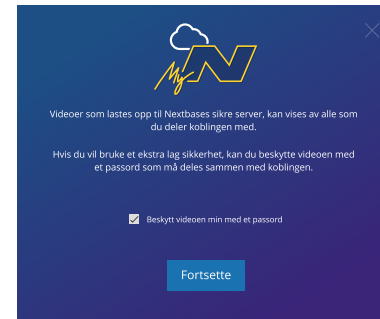 My N
Videoer som lastes opp til Nextbases sikre server, kan vises av alle som
du deler koblingen med.
Hvis du vil bruke et ekstra lag sikkerhet, kan du beskytte videoen med
et passord som må deles sammen med koblingen.
Beskytt videoen min med et passord
Fortsette